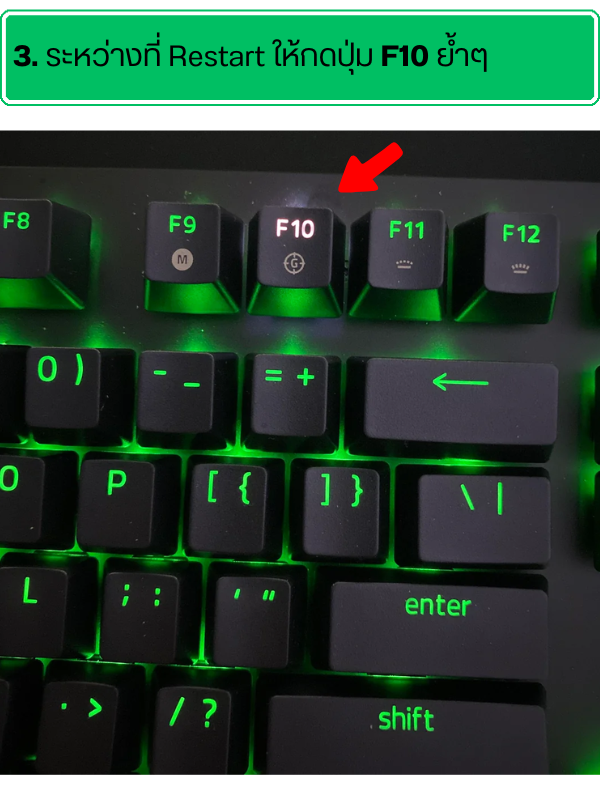 3. ระหว่างที่ Restart ให้กดปุ่ม F10 ย้ำๆ
F8 F9 F10 F11 F12
M G
0 ) - _ = +
O P [ { ] } \ |
L ; : ' " enter
. > / ? shift